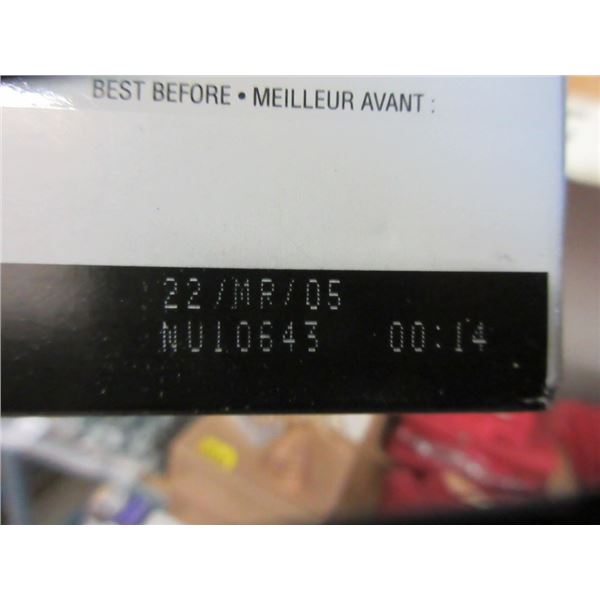 BEST BEFORE • MEILLEUR AVANT :
22/MR/05
NU10643 00:14